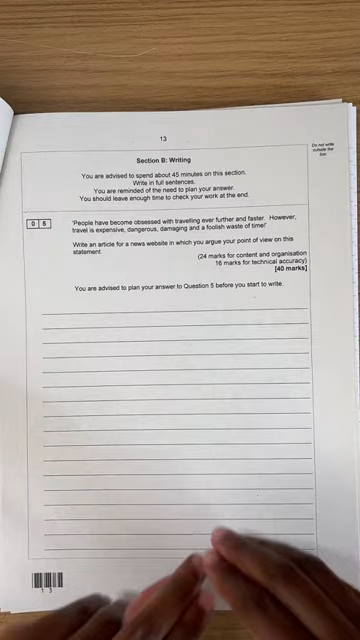 13
Do not write
outside the
box
Section B: Writing
You are advised to spend about 45 minutes on this section.
Write in full sentences.
You are reminded of the need to plan your answer.
You should leave enough time to check your work at the end.
0 5
'People have become obsessed with travelling ever further and faster. However,
travel is expensive, dangerous, damaging and a foolish waste of time!'
Write an article for a news website in which you argue your point of view on this
statement.
(24 marks for content and organisation
16 marks for technical accuracy)
[40 marks]
You are advised to plan your answer to Question 5 before you start to write.
1 3